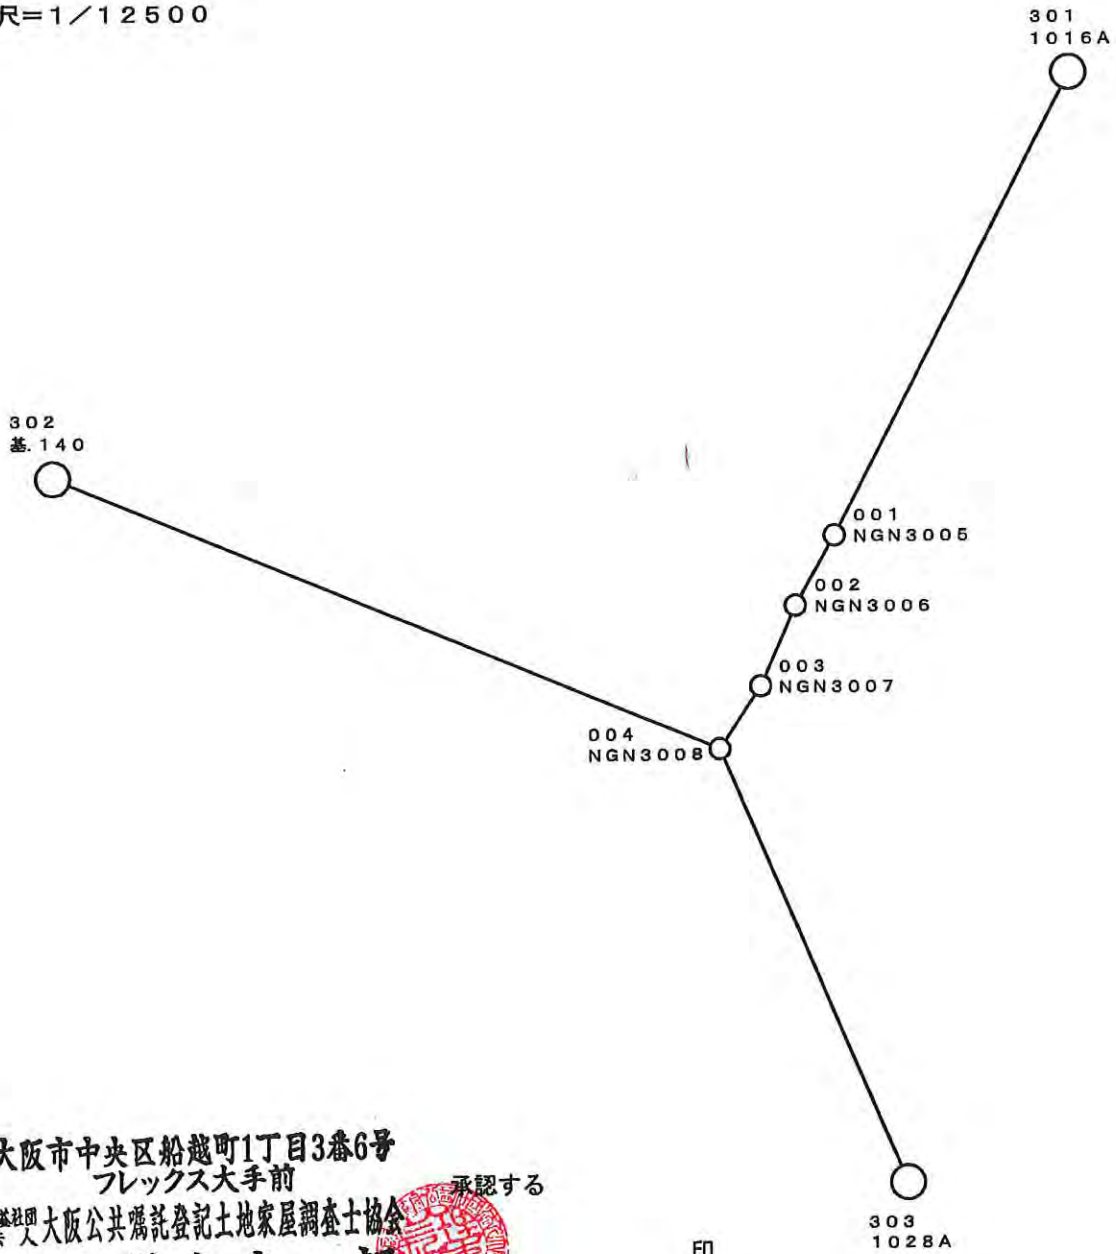 尺=1/12500
301
1016A
302
基.140
001
NGN3005
002
NGN3006
003
NGN3007
004
NGN3008
大阪市中央区船越町1丁目3番6号
フレックス大手前
承認する
大阪公共嘱託登記土地家屋調査士協会
印
303
1028A